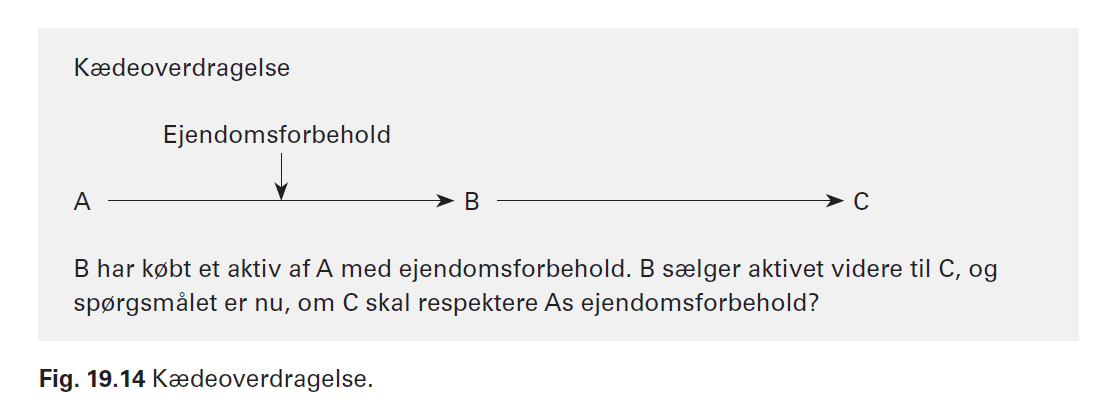 Kædeoverdragelse
Ejendomsforbehold
A B C
B har købt et aktiv af A med ejendomsforbehold. B sælger aktivet videre til C, og
spørgsmålet er nu, om C skal respektere As ejendomsforbehold?
Fig. 19.14 Kædeoverdragelse.